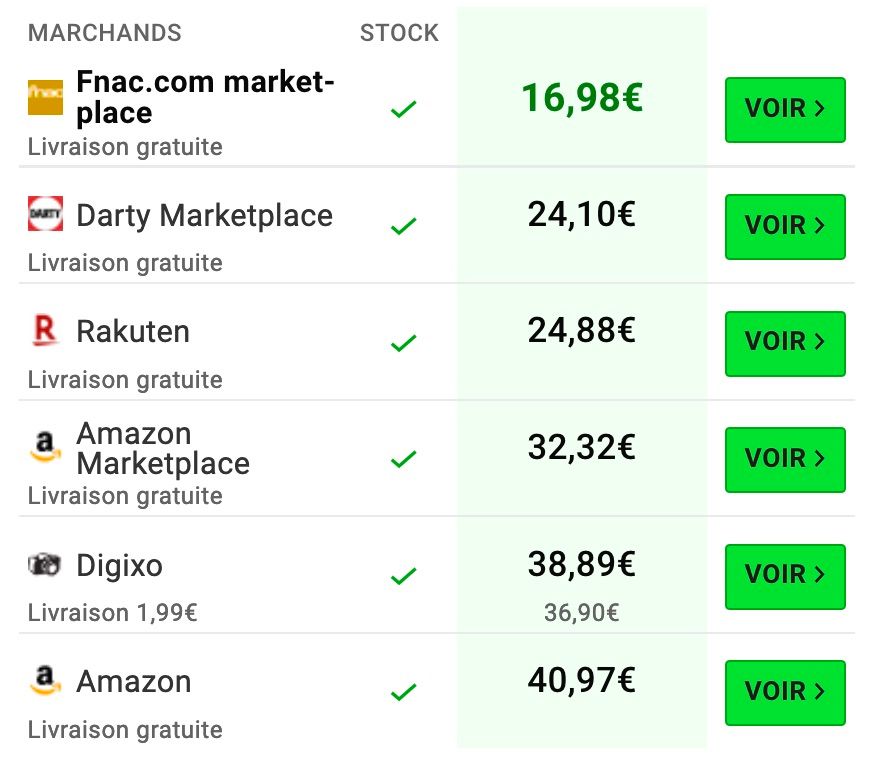 MARCHANDS STOCK
fnac
Fnac.com market-
place
16,98€
VOIR >
Livraison gratuite
DARTY
Darty Marketplace
24,10€
VOIR >
Livraison gratuite
R
Rakuten
24,88€
VOIR >
Livraison gratuite
a
Amazon
Marketplace
32,32€
VOIR >
Livraison gratuite
Digixo
38,89€
VOIR >
Livraison 1,99€ 36,90€
a
Amazon
40,97€
VOIR >
Livraison gratuite